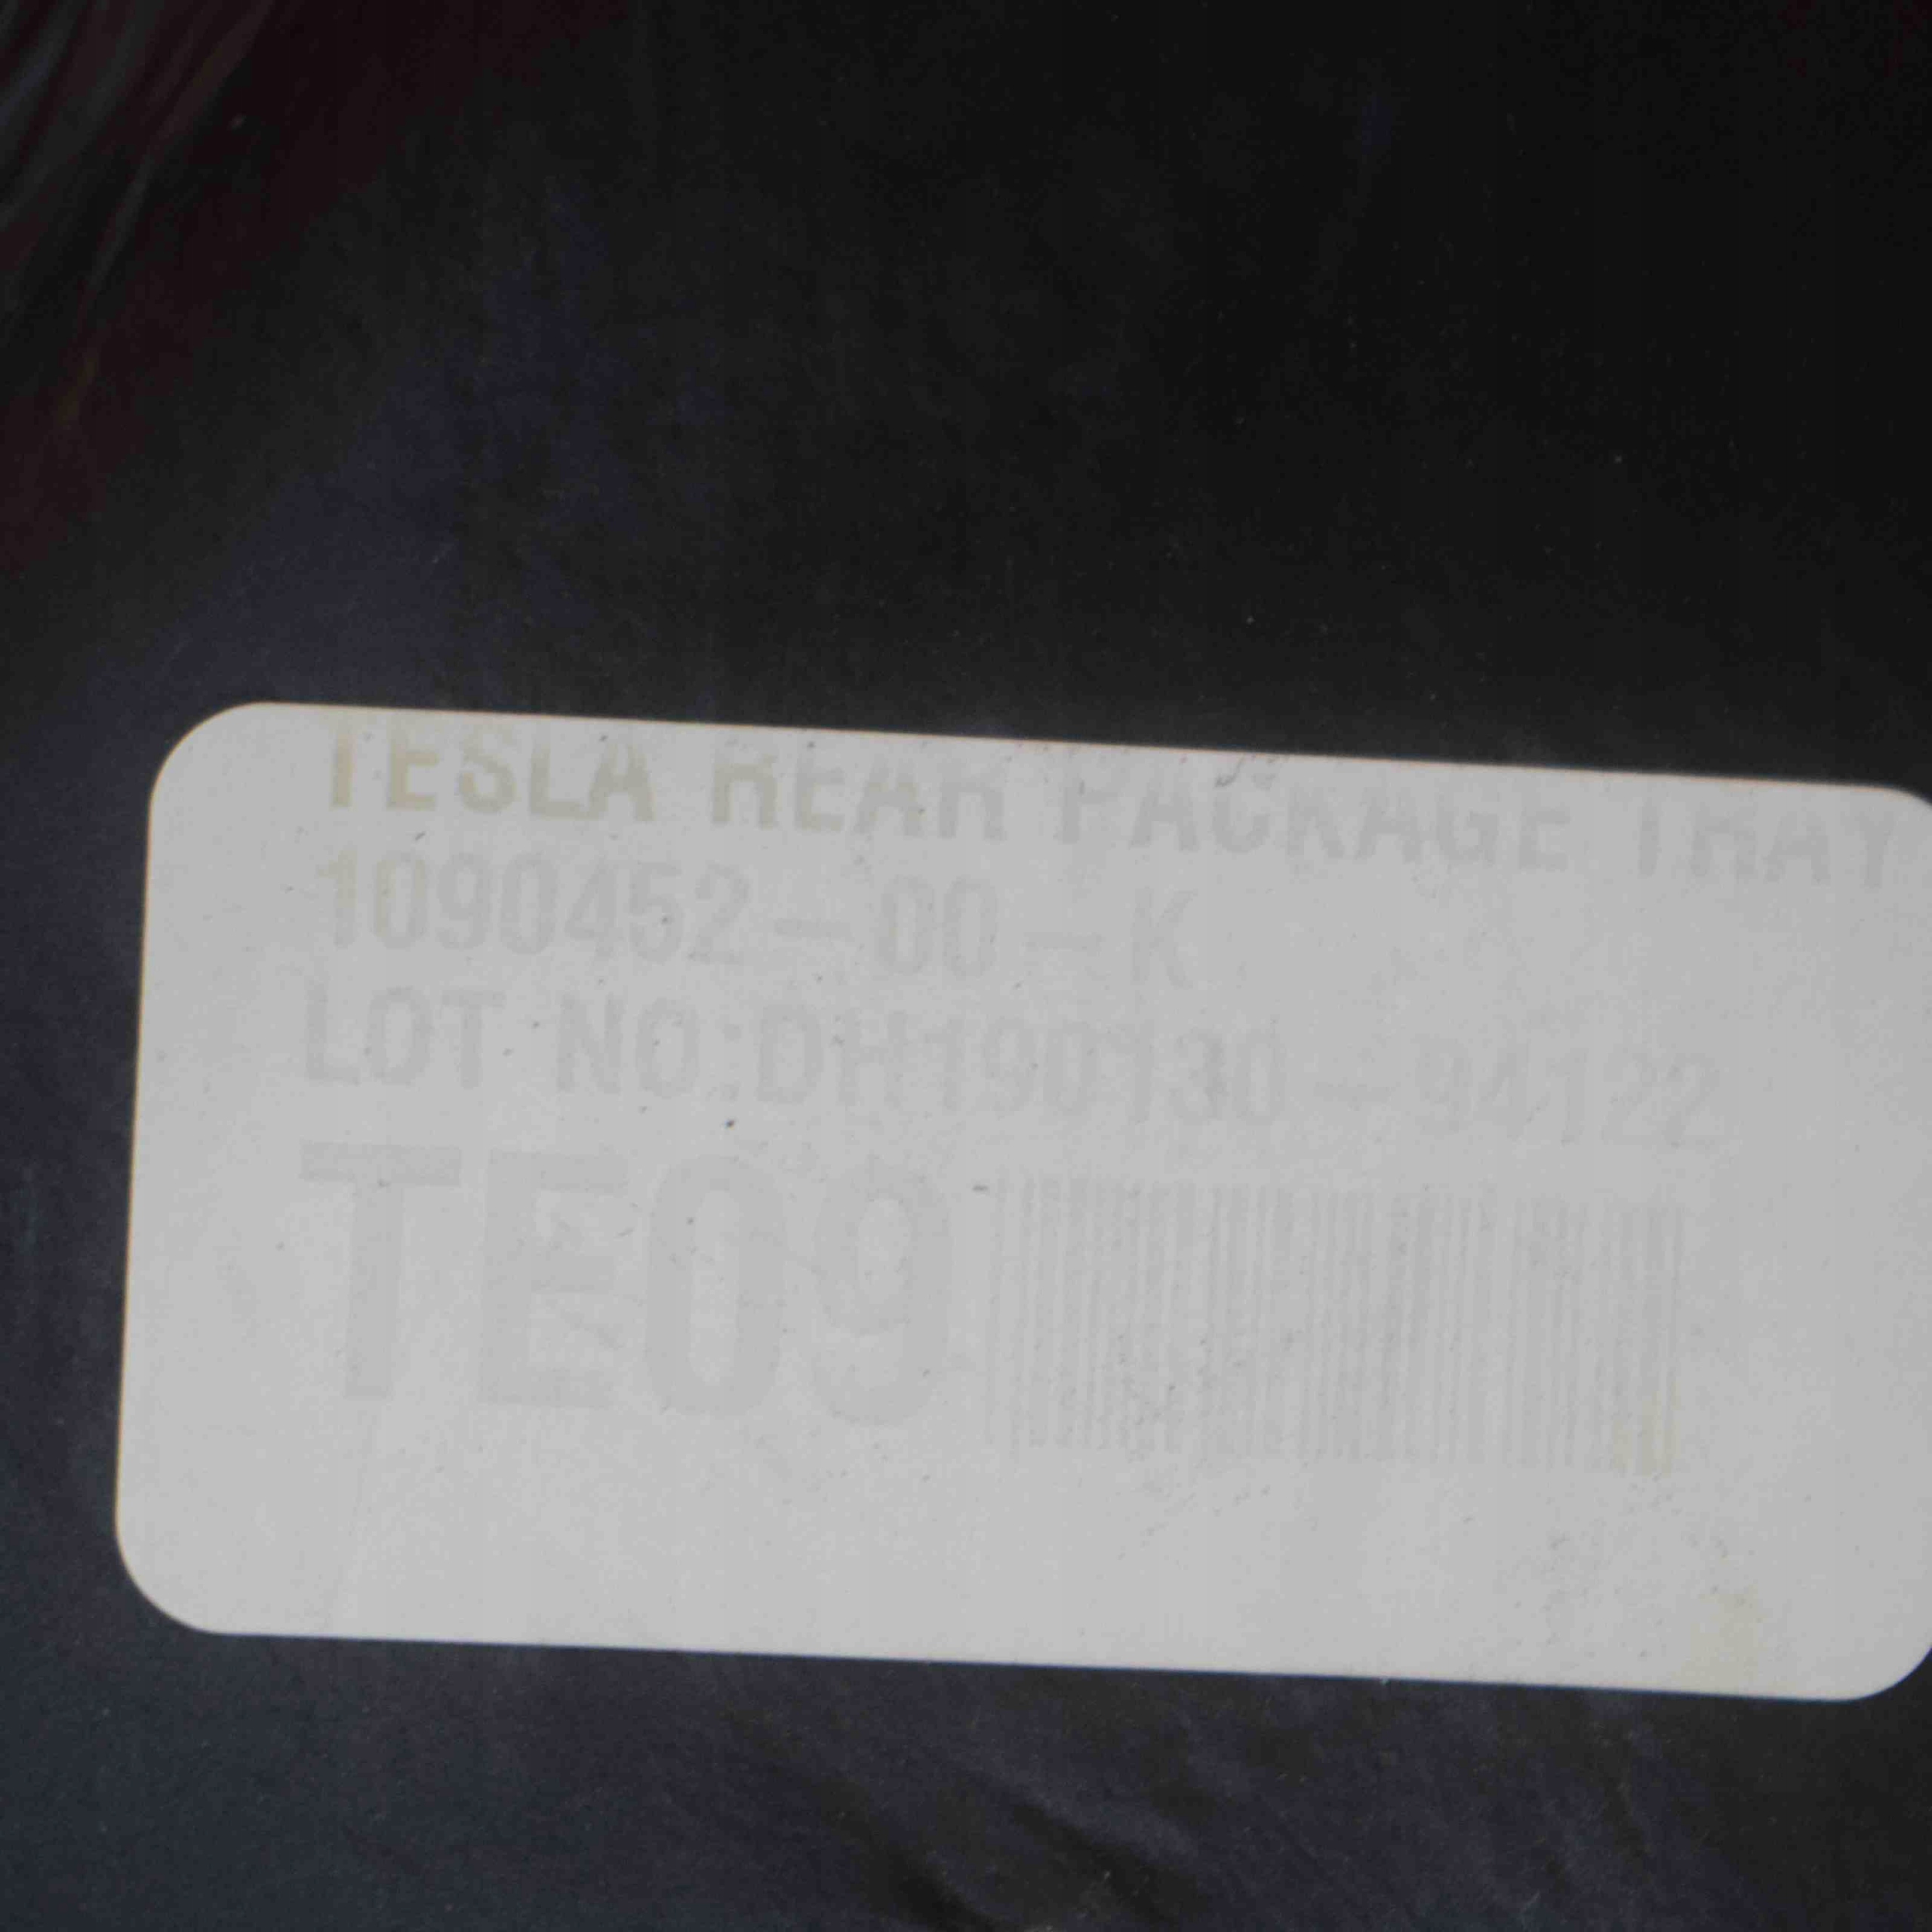 TESLA REAR PACKAGE TRAY
1090452-00-K
LOT NO:DH190130-94122
TE09